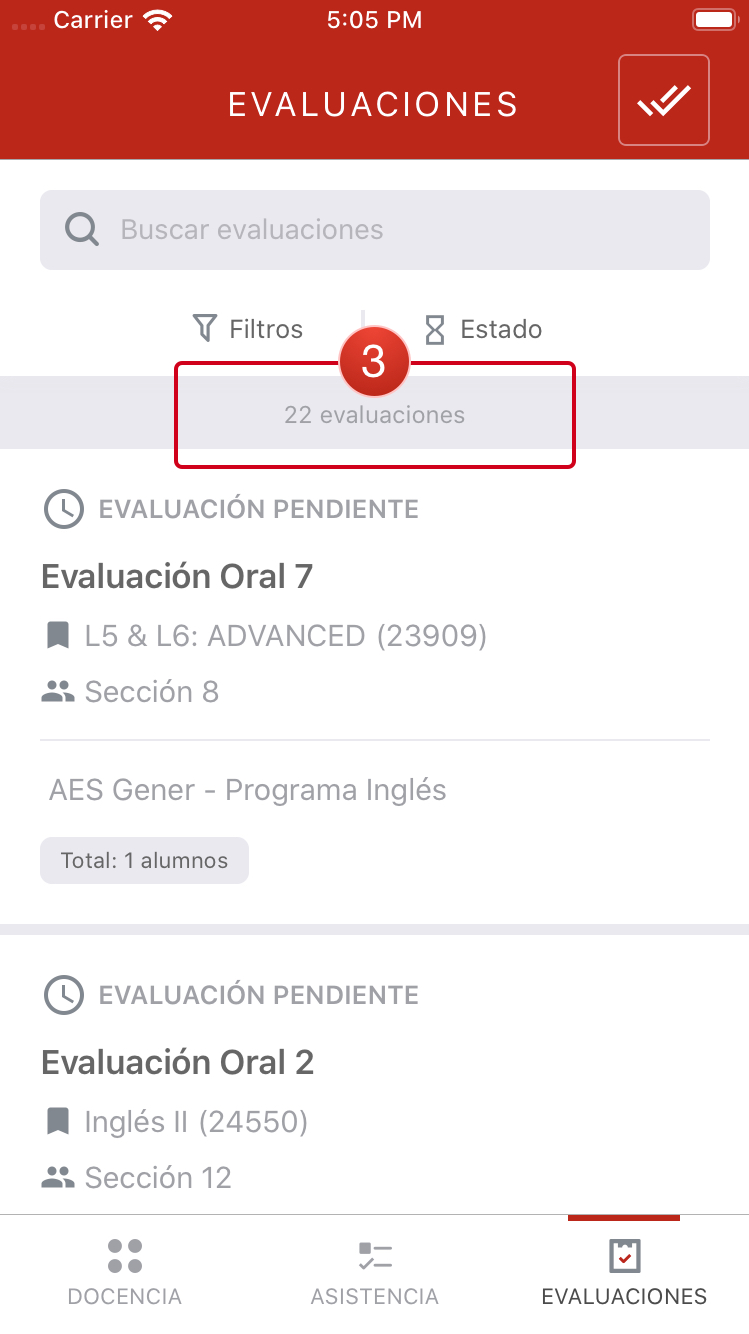 Carrier 5:05 PM
EVALUACIONES
Buscar evaluaciones
Filtros Estado
3
22 evaluaciones
EVALUACIÓN PENDIENTE
Evaluación Oral 7
L5 & L6: ADVANCED (23909)
Sección 8
AES Gener - Programa Inglés
Total: 1 alumnos
EVALUACIÓN PENDIENTE
Evaluación Oral 2
Inglés II (24550)
Sección 12
DOCENCIA ASISTENCIA EVALUACIONES